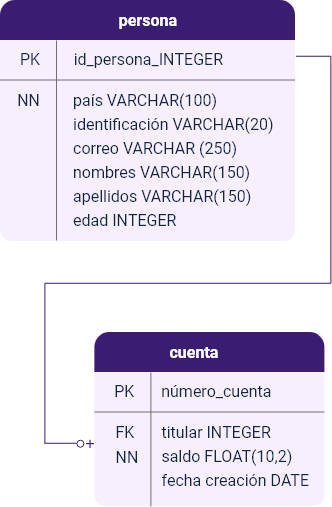 persona
PK id_persona_INTEGER
NN país VARCHAR(100)
identificación VARCHAR(20)
correo VARCHAR (250)
nombres VARCHAR(150)
apellidos VARCHAR(150)
edad INTEGER
cuenta
PK número_cuenta
FK titular INTEGER
NN saldo FLOAT(10,2)
fecha creación DATE